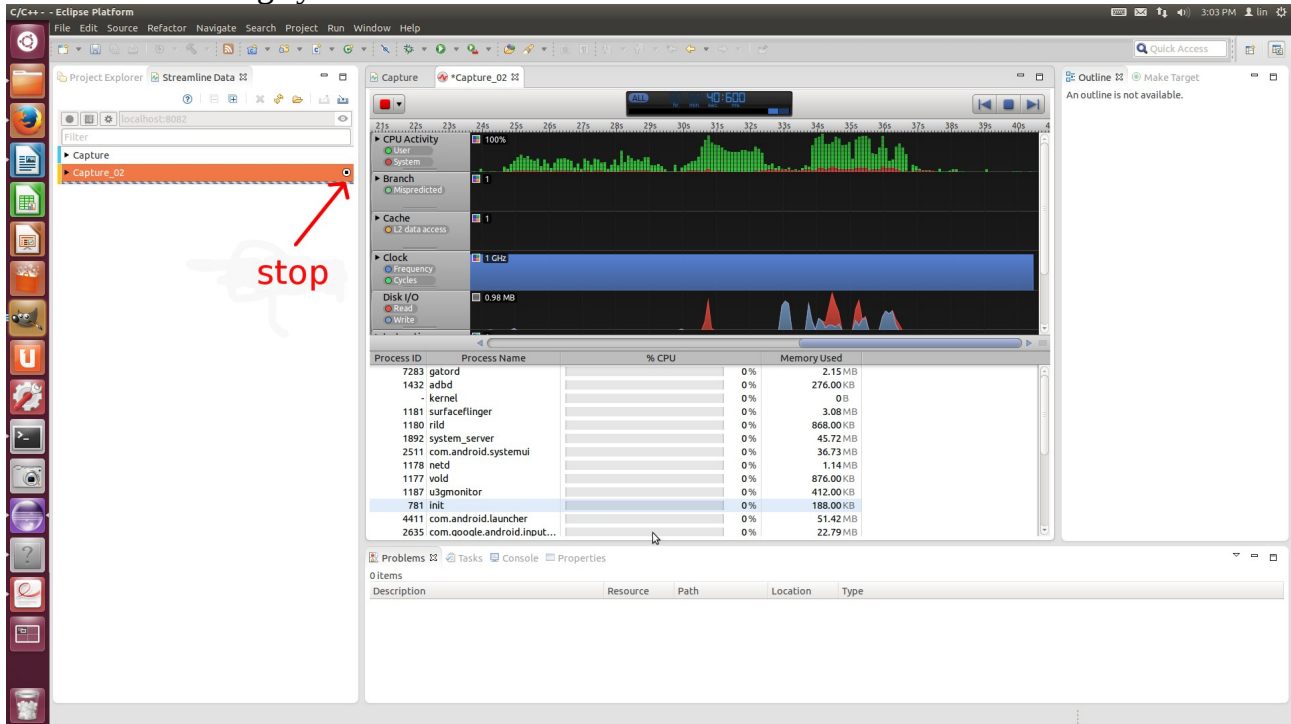 C/C++ - - Eclipse Platform
3:03 PM lin
File Edit Source Refactor Navigate Search Project Run Window Help
Quick Access
Project Explorer Streamline Data
Capture *Capture_02
Outline Make Target
An outline is not available.
ALL hr min sec 40:600
localhost:8082
Filter
Capture
Capture_02
stop
21s 22s 23s 24s 25s 26s 27s 28s 29s 30s 31s 32s 33s 34s 35s 36s 37s 38s 39s 40s 4
CPU Activity 100%
User
System
Branch 1
Mispredicted
Cache 1
L2 data access
Clock 1 GHz
Frequency
Cycles
Disk I/O 0.98 MB
Read
Write
Process ID Process Name % CPU Memory Used
7283 gatord 0% 2.15 MB
1432 adbd 0% 276.00 KB
- kernel 0% 0 B
1181 surfaceflinger 0% 3.08 MB
1180 rild 0% 868.00 KB
1892 system_server 0% 45.72 MB
2511 com.android.systemui 0% 36.73 MB
1178 netd 0% 1.14 MB
1177 vold 0% 876.00 KB
1187 u3gmonitor 0% 412.00 KB
781 init 0% 188.00 KB
4411 com.android.launcher 0% 51.42 MB
2635 com.google.android.input... 0% 22.79 MB
Problems Tasks Console Properties
0 items
Description Resource Path Location Type